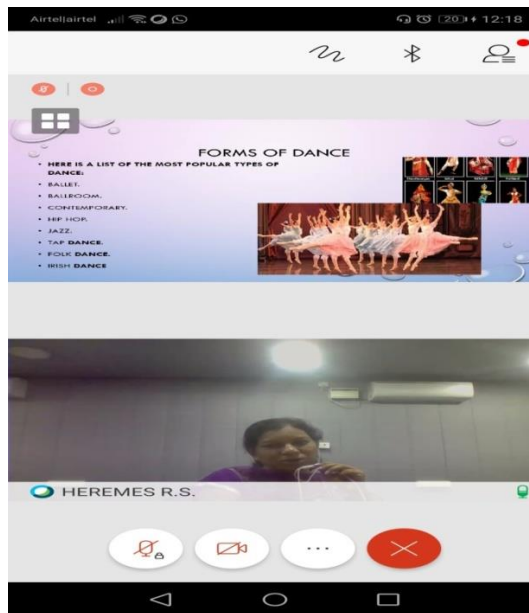 Airtel|airtel 20 12:18
FORMS OF DANCE
• HERE IS A LIST OF THE MOST POPULAR TYPES OF
DANCE:
• BALLET.
• BALLROOM.
• CONTEMPORARY.
• HIP HOP.
• JAZZ.
• TAP DANCE.
• FOLK DANCE.
• IRISH DANCE
HEREMES R.S.